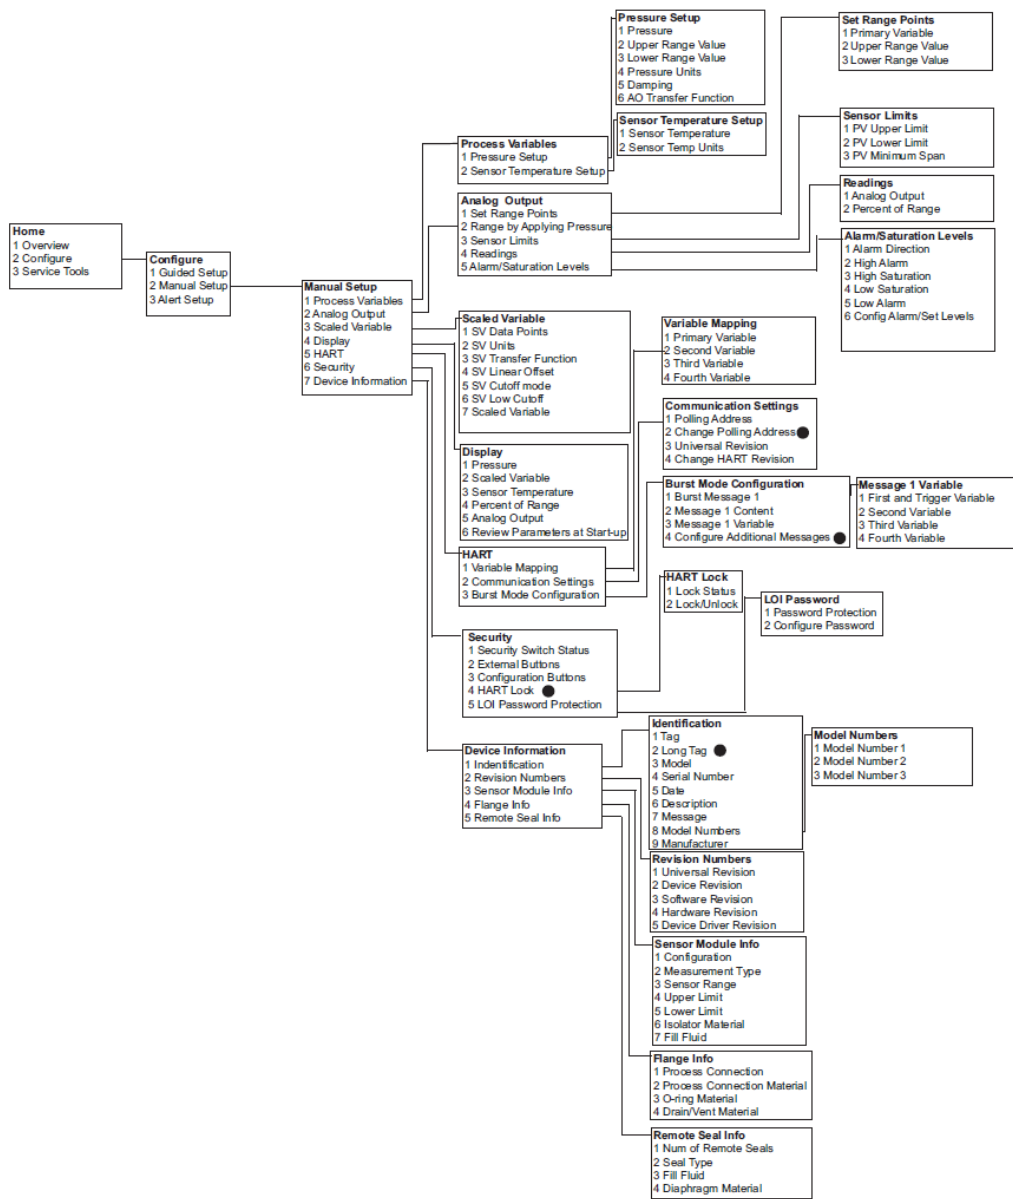 Home
1 Overview
2 Configure
3 Service Tools
Configure
1 Guided Setup
2 Manual Setup
3 Alert Setup
Manual Setup
1 Process Variables
2 Analog Output
3 Scaled Variable
4 Display
5 HART
6 Security
7 Device Information
Process Variables
1 Pressure Setup
2 Sensor Temperature Setup
Pressure Setup
1 Pressure
2 Upper Range Value
3 Lower Range Value
4 Pressure Units
5 Damping
6 AO Transfer Function
Sensor Temperature Setup
1 Sensor Temperature
2 Sensor Temp Units
Analog Output
1 Set Range Points
2 Range by Applying Pressure
3 Sensor Limits
4 Readings
5 Alarm/Saturation Levels
Set Range Points
1 Primary Variable
2 Upper Range Value
3 Lower Range Value
Sensor Limits
1 PV Upper Limit
2 PV Lower Limit
3 PV Minimum Span
Readings
1 Analog Output
2 Percent of Range
Alarm/Saturation Levels
1 Alarm Direction
2 High Alarm
3 High Saturation
4 Low Saturation
5 Low Alarm
6 Config Alarm/Set Levels
Scaled Variable
1 SV Data Points
2 SV Units
3 SV Transfer Function
4 SV Linear Offset
5 SV Cutoff mode
6 SV Low Cutoff
7 Scaled Variable
Display
1 Pressure
2 Scaled Variable
3 Sensor Temperature
4 Percent of Range
5 Analog Output
6 Review Parameters at Start-up
HART
1 Variable Mapping
2 Communication Settings
3 Burst Mode Configuration
Variable Mapping
1 Primary Variable
2 Second Variable
3 Third Variable
4 Fourth Variable
Communication Settings
1 Polling Address
2 Change Polling Address
3 Universal Revision
4 Change HART Revision
Burst Mode Configuration
1 Burst Message 1
2 Message 1 Content
3 Message 1 Variable
4 Configure Additional Messages
Message 1 Variable
1 First and Trigger Variable
2 Second Variable
3 Third Variable
4 Fourth Variable
Security
1 Security Switch Status
2 External Buttons
3 Configuration Buttons
4 HART Lock
5 LOI Password Protection
HART Lock
1 Lock Status
2 Lock/Unlock
LOI Password
1 Password Protection
2 Configure Password
Device Information
1 Indentification
2 Revision Numbers
3 Sensor Module Info
4 Flange Info
5 Remote Seal Info
Identification
1 Tag
2 Long Tag
3 Model
4 Serial Number
5 Date
6 Description
7 Message
8 Model Numbers
9 Manufacturer
Model Numbers
1 Model Number 1
2 Model Number 2
3 Model Number 3
Revision Numbers
1 Universal Revision
2 Device Revision
3 Software Revision
4 Hardware Revision
5 Device Driver Revision
Sensor Module Info
1 Configuration
2 Measurement Type
3 Sensor Range
4 Upper Limit
5 Lower Limit
6 Isolator Material
7 Fill Fluid
Flange Info
1 Process Connection
2 Process Connection Material
3 O-ring Material
4 Drain/Vent Material
Remote Seal Info
1 Num of Remote Seals
2 Seal Type
3 Fill Fluid
4 Diaphragm Material